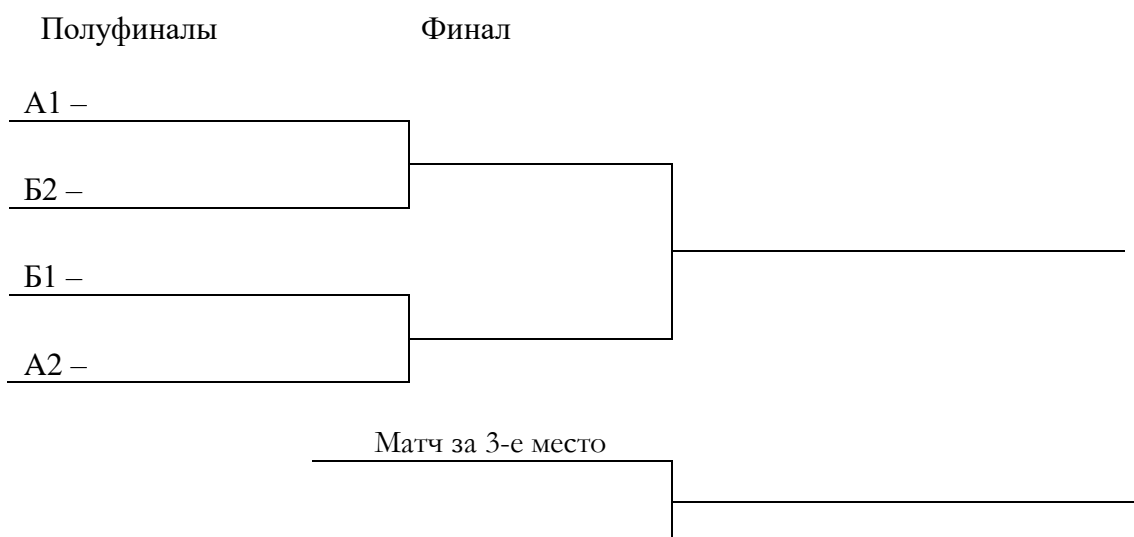 Полуфиналы Финал
А1 –
Б2 –
Б1 –
А2 –
Матч за 3-е место